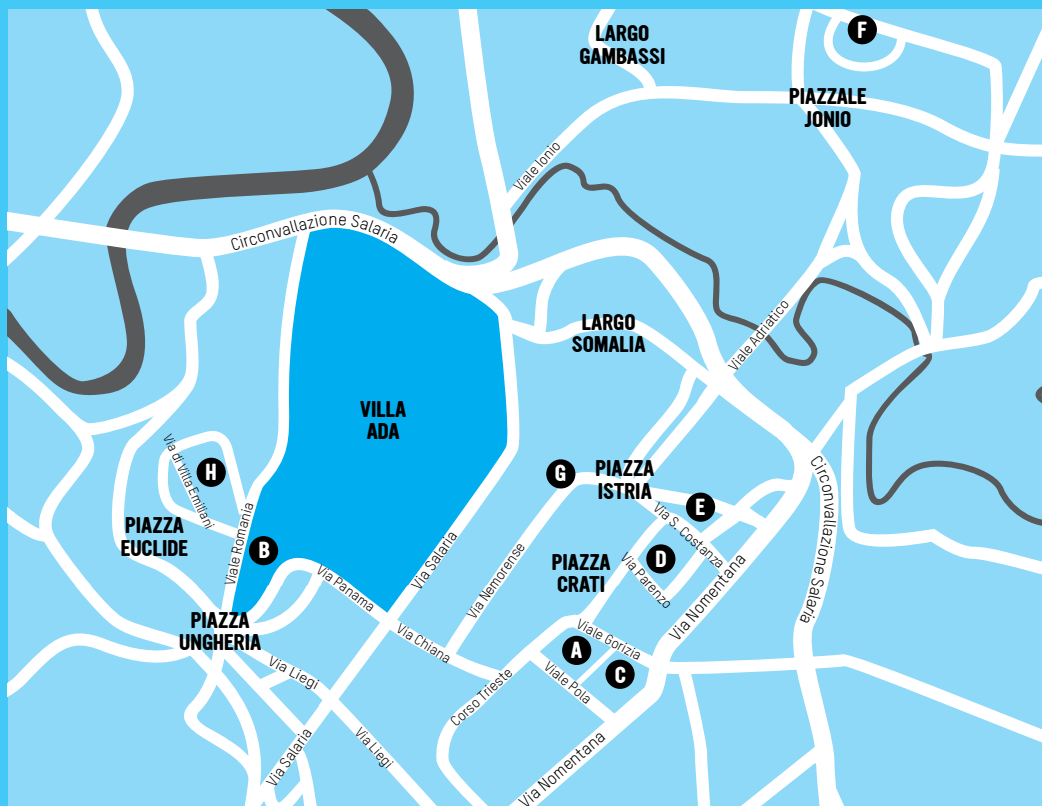 F
LARGO
GAMBASSI
PIAZZALE
JONIO
Viale Ionio
Circonvallazione Salaria
LARGO
SOMALIA
Viale Adriatico
VILLA
ADA
Via di Villa Emiliani
H
G
PIAZZA
ISTRIA
E
Via S. Costanza
Circonvallazione Salaria
PIAZZA
EUCLIDE
Viale Romania
B
Via Salaria
Via Nemorense
PIAZZA
CRATI
D
Via Parenzo
Via Nomentana
Via Panama
PIAZZA
UNGHERIA
Via Chiana
Viale Gorizia
A
C
Via Liegi
Viale Pola
Corso Trieste
Via Salaria
Via Liegi
Via Nomentana